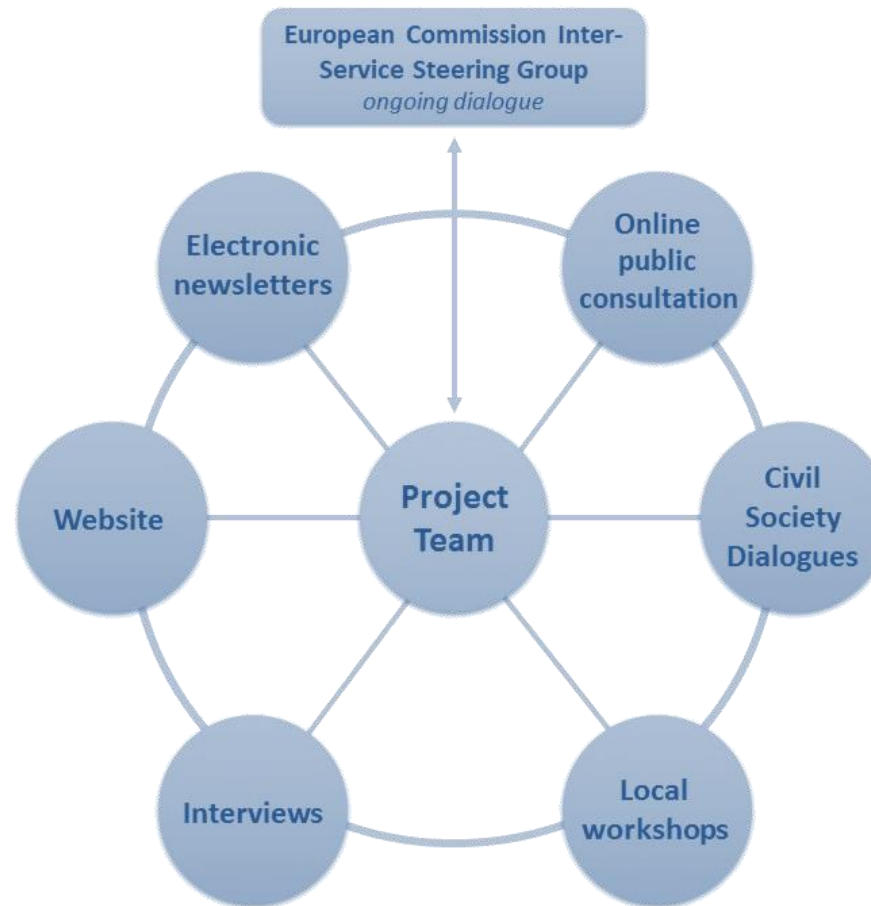 European Commission Inter-
Service Steering Group
ongoing dialogue
Electronic
newsletters
Online
public
consultation
Website
Project
Team
Civil
Society
Dialogues
Interviews
Local
workshops